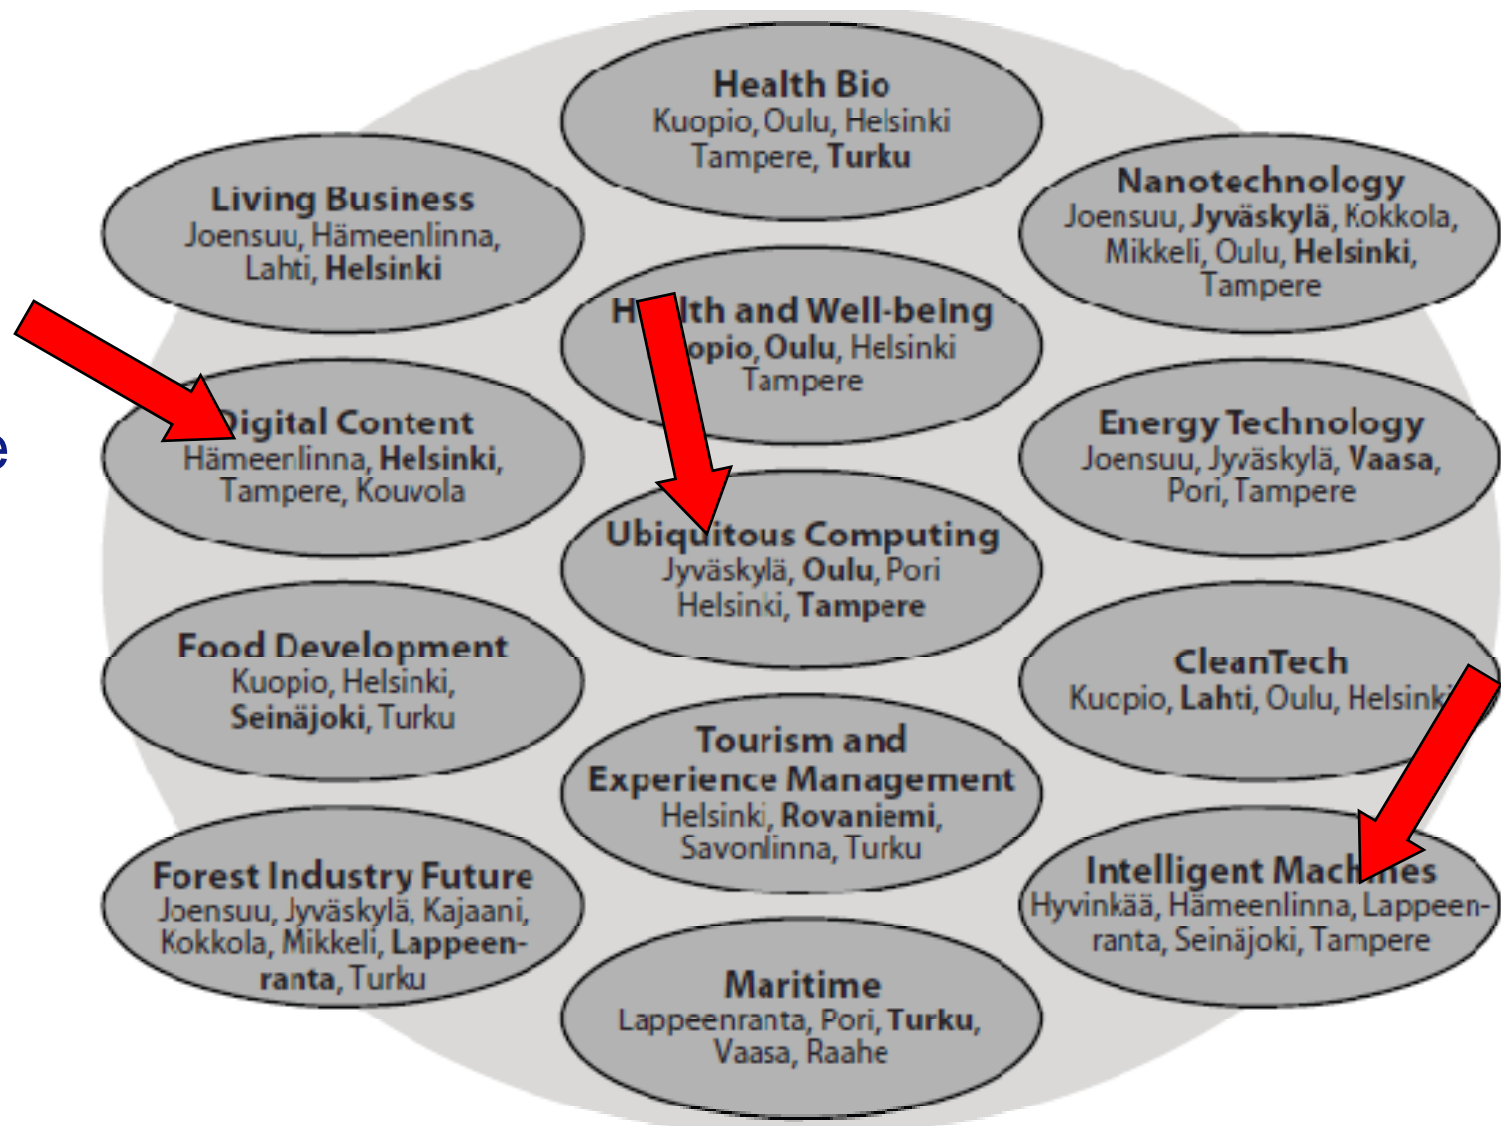 Living Business
Joensuu, Hämeenlinna,
Lahti, Helsinki
e
Digital Content
Hämeenlinna, Helsinki,
Tampere, Kouvola
Food Development
Kuopio, Helsinki,
Seinäjoki, Turku
Forest Industry Future
Joensuu, Jyväskylä, Kajaani,
Kokkola, Mikkeli, Lappeen-
ranta, Turku
Health Bio
Kuopio, Oulu, Helsinki
Tampere, Turku
Health and Well-being
Kuopio, Oulu, Helsinki
Tampere
Ubiquitous Computing
Jyväskylä, Oulu, Pori
Helsinki, Tampere
Tourism and
Experience Management
Helsinki, Rovaniemi,
Savonlinna, Turku
Maritime
Lappeenranta, Pori, Turku,
Vaasa, Raahe
Nanotechnology
Joensuu, Jyväskylä, Kokkola,
Mikkeli, Oulu, Helsinki,
Tampere
Energy Technology
Joensuu, Jyväskylä, Vaasa,
Pori, Tampere
CleanTech
Kuopio, Lahti, Oulu, Helsinki
Intelligent Machines
Hyvinkää, Hämeenlinna, Lappeen-
ranta, Seinäjoki, Tampere